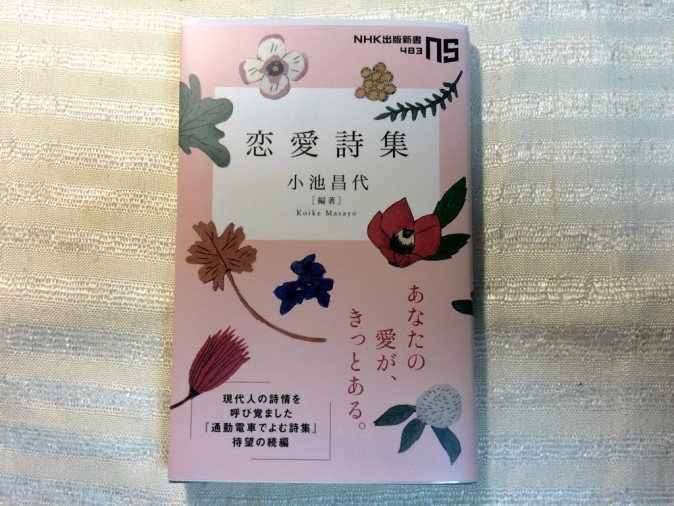 NHK出版新書
483
ns
恋愛詩集
小池昌代
［編著］
Koike Masayo
あなたの
愛が、
きっとある。
現代人の詩情を
呼び覚ました
『通勤電車でよむ詩集』
待望の続編